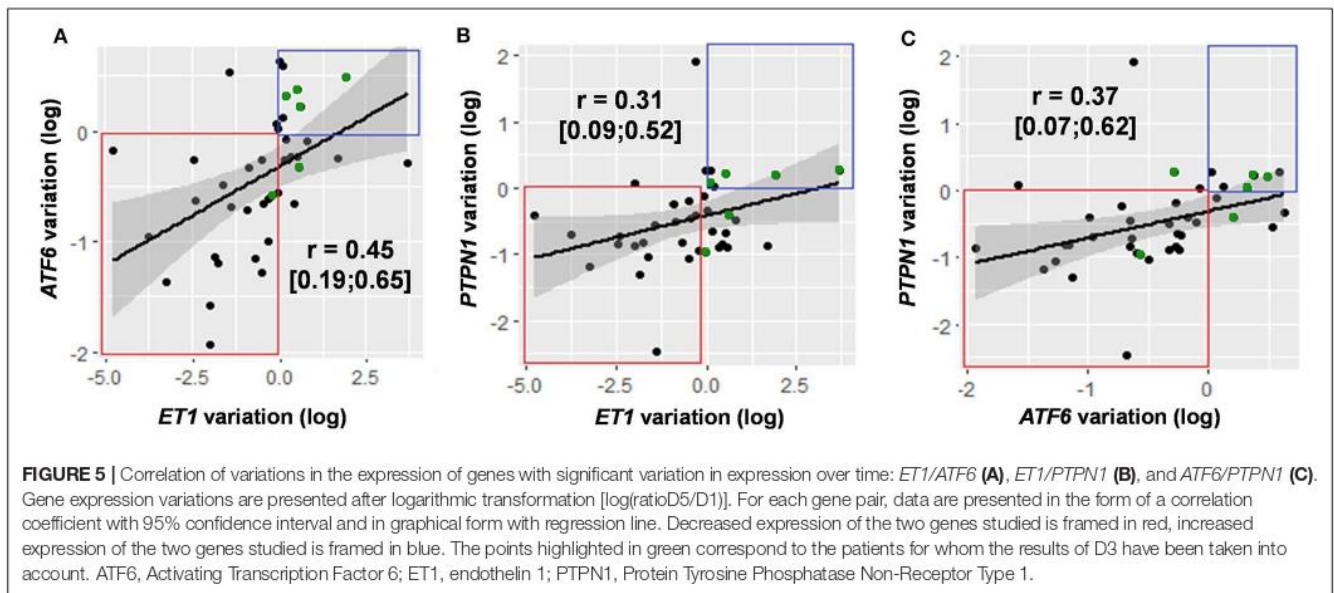 A
0
-1
-2
-5.0
-2.5
0.0
2.5
ATF6 variation (log)
ET1 variation (log)
r = 0.45
[0.19;0.65]
B
2
1
0
-1
-2
-5.0
-2.5
0.0
2.5
PTPN1 variation (log)
ET1 variation (log)
r = 0.31
[0.09;0.52]
C
2
1
0
-1
-2
-2
-1
0
PTPN1 variation (log)
ATF6 variation (log)
r = 0.37
[0.07;0.62]
FIGURE 5 | Correlation of variations in the expression of genes with significant variation in expression over time: ET1/ATF6 (A), ET1/PTPN1 (B), and ATF6/PTPN1 (C).
Gene expression variations are presented after logarithmic transformation [log(ratioD5/D1)]. For each gene pair, data are presented in the form of a correlation
coefficient with 95% confidence interval and in graphical form with regression line. Decreased expression of the two genes studied is framed in red, increased
expression of the two genes studied is framed in blue. The points highlighted in green correspond to the patients for whom the results of D3 have been taken into
account. ATF6, Activating Transcription Factor 6; ET1, endothelin 1; PTPN1, Protein Tyrosine Phosphatase Non-Receptor Type 1.